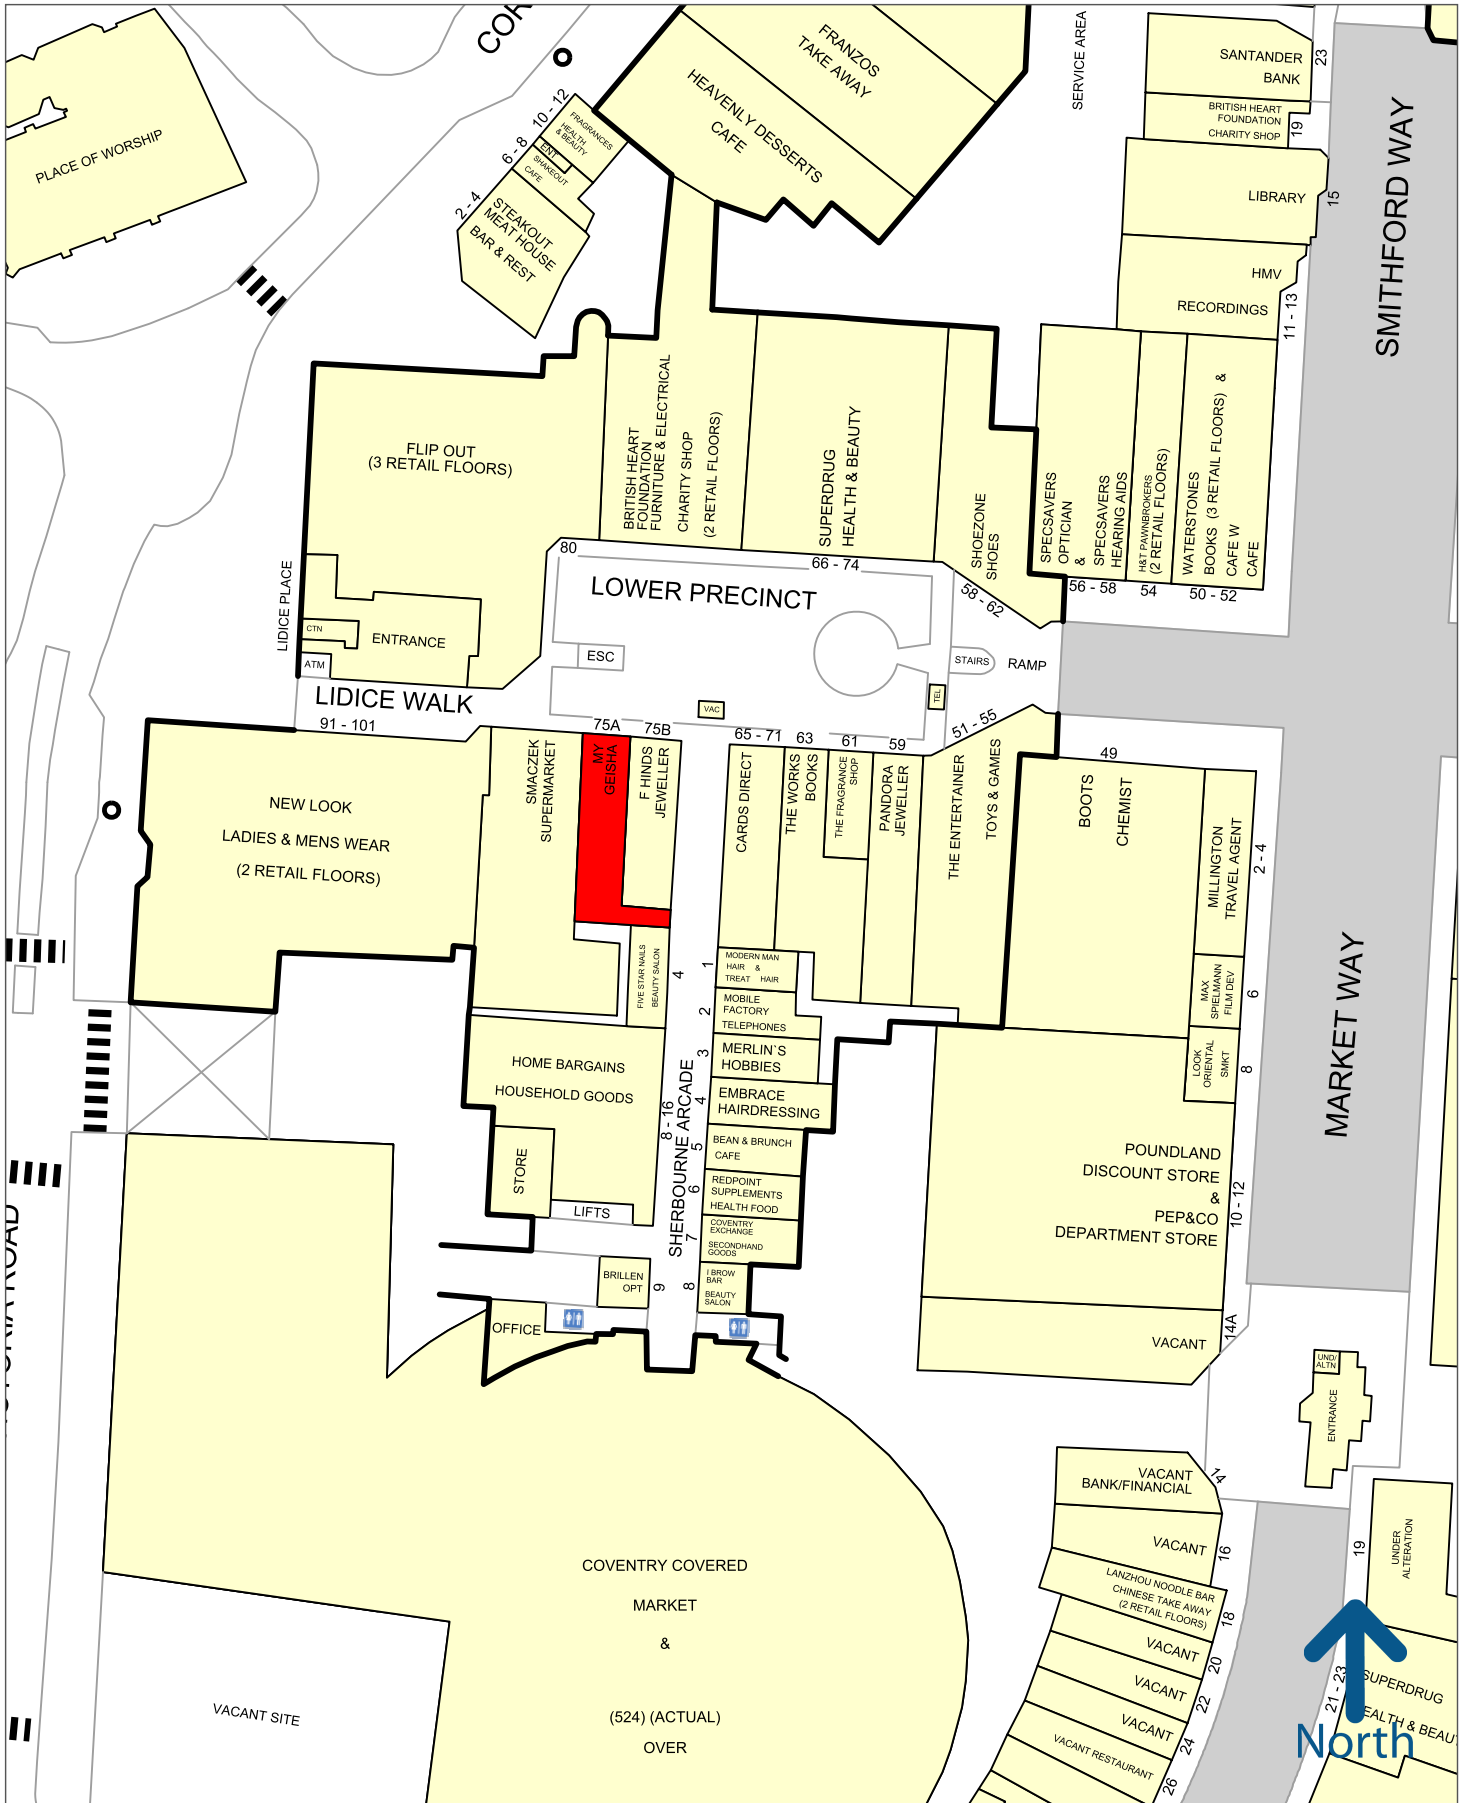 COR
SERVICE AREA
23
SANTANDER
BANK
FRANZOS
TAKE AWAY
HEAVENLY DESSERTS
CAFE
10 - 12
FRAGRANCES
HEALTH
& BEAUTY
BRITISH HEART
FOUNDATION
CHARITY SHOP
19
SMITHFORD WAY
PLACE OF WORSHIP
6 - 8
ENT
SHAKEOUT
CAFE
LIBRARY
15
2 - 4
STEAKOUT
MEAT HOUSE
BAR & REST
HMV
RECORDINGS
11 - 13
FLIP OUT
(3 RETAIL FLOORS)
BRITISH HEART
FOUNDATION
FURNITURE & ELECTRICAL
CHARITY SHOP
(2 RETAIL FLOORS)
SUPERDRUG
HEALTH & BEAUTY
SHOEZONE
SHOES
SPECSAVERS
OPTICIAN
&
SPECSAVERS
HEARING AIDS
H&T PAWNBROKERS
(2 RETAIL FLOORS)
WATERSTONES
BOOKS (3 RETAIL FLOORS) &
CAFE W
CAFE
80
66 - 74
58 - 62
56 - 58
54
50 - 52
LOWER PRECINCT
LIDICE PLACE
CTN
ENTRANCE
ATM
ESC
STAIRS
RAMP
TEL
VAC
LIDICE WALK
91 - 101
75A
75B
65 - 71
63
61
59
51 - 55
49
NEW LOOK
LADIES & MENS WEAR
(2 RETAIL FLOORS)
SMACZEK
SUPERMARKET
MY
GEISHA
F HINDS
JEWELLER
CARDS DIRECT
THE WORKS
BOOKS
THE FRAGRANCE
SHOP
PANDORA
JEWELLER
THE ENTERTAINER
TOYS & GAMES
BOOTS
CHEMIST
MILLINGTON
TRAVEL AGENT
2 - 4
FIVE STAR NAILS
BEAUTY SALON
4
1
MODERN MAN
HAIR &
TREAT HAIR
2
MOBILE
FACTORY
TELEPHONES
3
MERLIN`S
HOBBIES
MAX
SPIELMANN
FILM DEV
6
LOOK
ORIENTAL
SMKT
8
MARKET WAY
HOME BARGAINS
HOUSEHOLD GOODS
8 - 16
SHERBOURNE ARCADE
4
EMBRACE
HAIRDRESSING
5
BEAN & BRUNCH
CAFE
6
REDPOINT
SUPPLEMENTS
HEALTH FOOD
7
COVENTRY
EXCHANGE
SECONDHAND
GOODS
8
I BROW
BAR
BEAUTY
SALON
STORE
LIFTS
BRILLEN
OPT
9
OFFICE
POUNDLAND
DISCOUNT STORE
&
PEP&CO
DEPARTMENT STORE
10 - 12
VACANT
14A
UND/
ALTN
ENTRANCE
VACANT
BANK/FINANCIAL
14
VACANT
16
LANZHOU NOODLE BAR
CHINESE TAKE AWAY
(2 RETAIL FLOORS)
18
VACANT
20
VACANT
22
VACANT
24
VACANT RESTAURANT
26
19
UNDER
ALTERATION
21 - 23
SUPERDRUG
EALTH & BEAU
North
COVENTRY COVERED
MARKET
&
(524) (ACTUAL)
OVER
VACANT SITE
ROAD